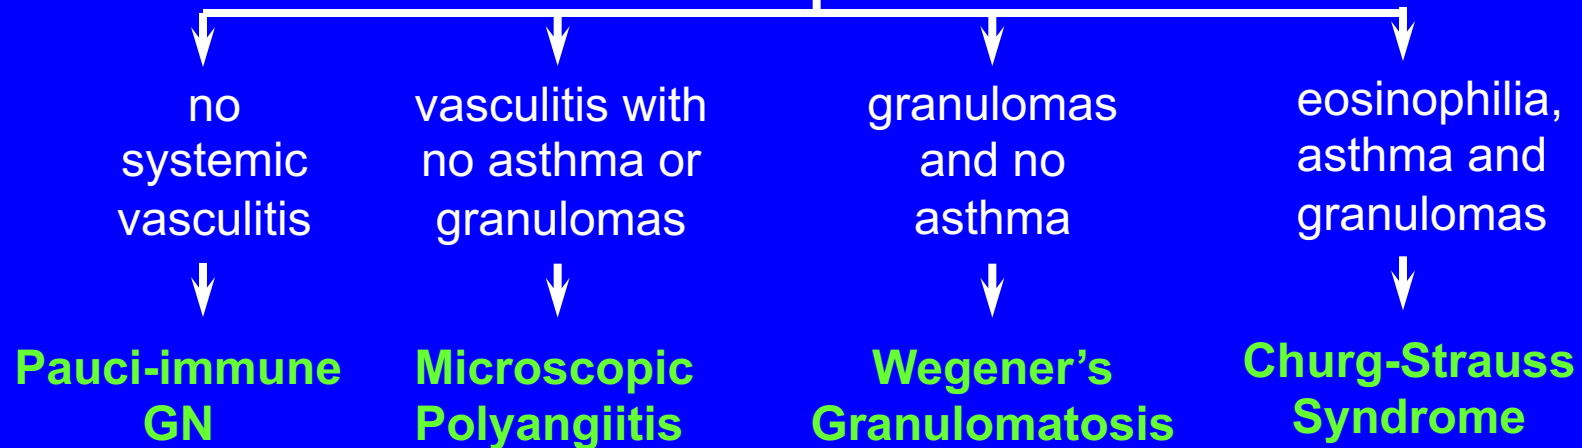 no
systemic
vasculitis
vasculitis with
no asthma or
granulomas
granulomas
and no
asthma
eosinophilia,
asthma and
granulomas
Pauci-immune
GN
Microscopic
Polyangiitis
Wegener’s
Granulomatosis
Churg-Strauss
Syndrome